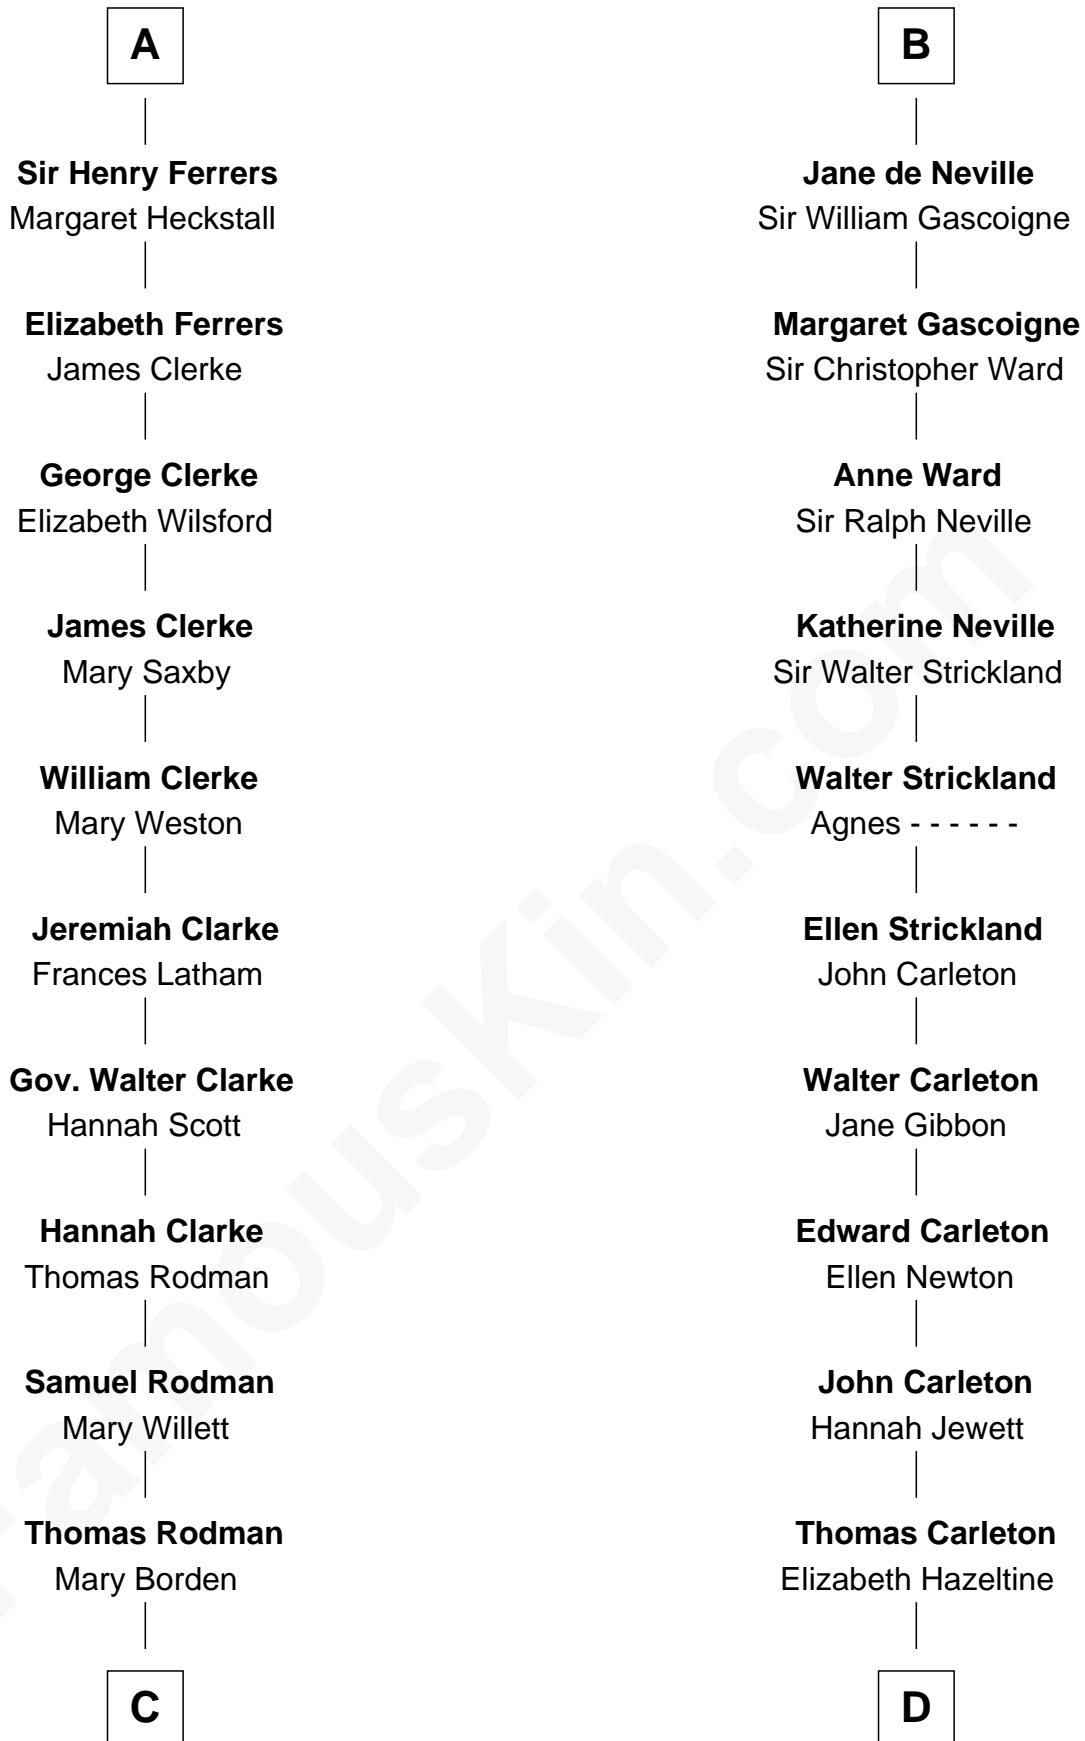 A
Sir Henry Ferrers
Margaret Heckstall
Elizabeth Ferrers
James Clerke
George Clerke
Elizabeth Wilsford
James Clerke
Mary Saxby
William Clerke
Mary Weston
Jeremiah Clarke
Frances Latham
Gov. Walter Clarke
Hannah Scott
Hannah Clarke
Thomas Rodman
Samuel Rodman
Mary Willett
Thomas Rodman
Mary Borden
C
B
Jane de Neville
Sir William Gascoigne
Margaret Gascoigne
Sir Christopher Ward
Anne Ward
Sir Ralph Neville
Katherine Neville
Sir Walter Strickland
Walter Strickland
Agnes - - - - - -
Ellen Strickland
John Carleton
Walter Carleton
Jane Gibbon
Edward Carleton
Ellen Newton
John Carleton
Hannah Jewett
Thomas Carleton
Elizabeth Hazeltine
D
FamousKin.com